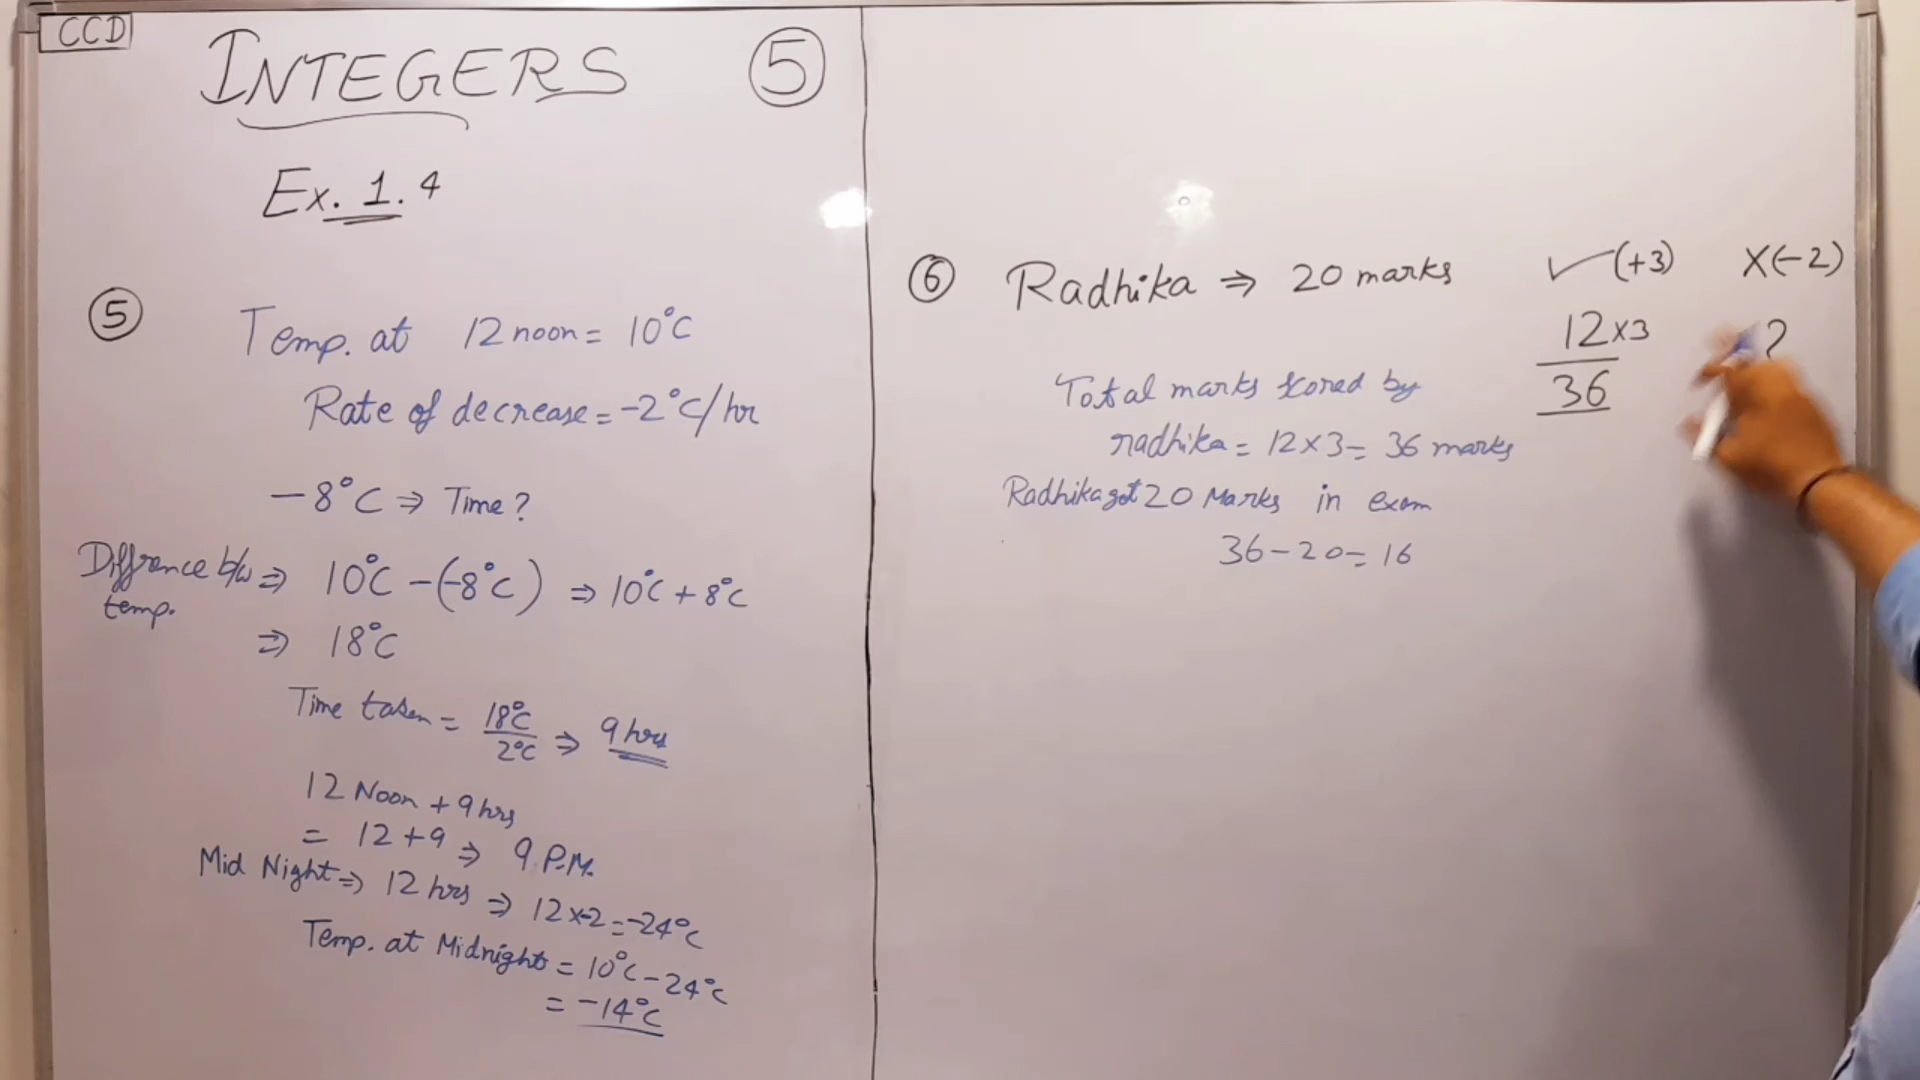 CCD
INTEGERS 5
Ex. 1.4
5 Temp. at 12 noon = 10°C
Rate of decrease = -2°C/hr
-8°C ⇒ Time?
Diffrence b/w temp. ⇒ 10°C - (-8°C) ⇒ 10°C + 8°C
⇒ 18°C
Time taken = 18°C/2°C ⇒ 9 hrs
12 Noon + 9 hrs
= 12 + 9 ⇒ 9 P.M.
Mid Night ⇒ 12 hrs ⇒ 12 x -2 = -24°C
Temp. at Midnight = 10°C - 24°C
= -14°C
6 Radhika ⇒ 20 marks ✓(+3) X(-2)
12 x 3 ?
36
Total marks scored by
radhika = 12 x 3 = 36 marks
Radhika got 20 Marks in exam
36 - 20 = 16